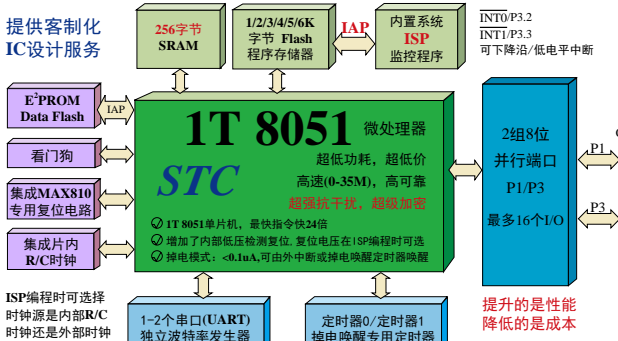 提供客制化
IC设计服务
256字节
SRAM
1/2/3/4/5/6K
字节 Flash
程序存储器
IAP
内置系统
ISP
监控程序
INT0/P3.2
INT1/P3.3
可下降沿/低电平中断
E²PROM
Data Flash
IAP
看门狗
集成MAX810
专用复位电路
集成片内
R/C时钟
1T 8051 微处理器
STC
超低功耗，超低价
高速(0-35M)，高可靠
超强抗干扰，超级加密
1T 8051单片机，最快指令快24倍
增加了内部低压检测复位,复位电压在ISP编程时可选
掉电模式：<0.1uA,可由外中断或掉电唤醒定时器唤醒
2组8位
并行端口
P1/P3
最多16个I/O
P1
P3
ISP编程时可选择
时钟源是内部R/C
时钟还是外部时钟
1-2个串口(UART)
独立波特率发生器
定时器0/定时器1
掉电唤醒专用定时器
提升的是性能
降低的是成本